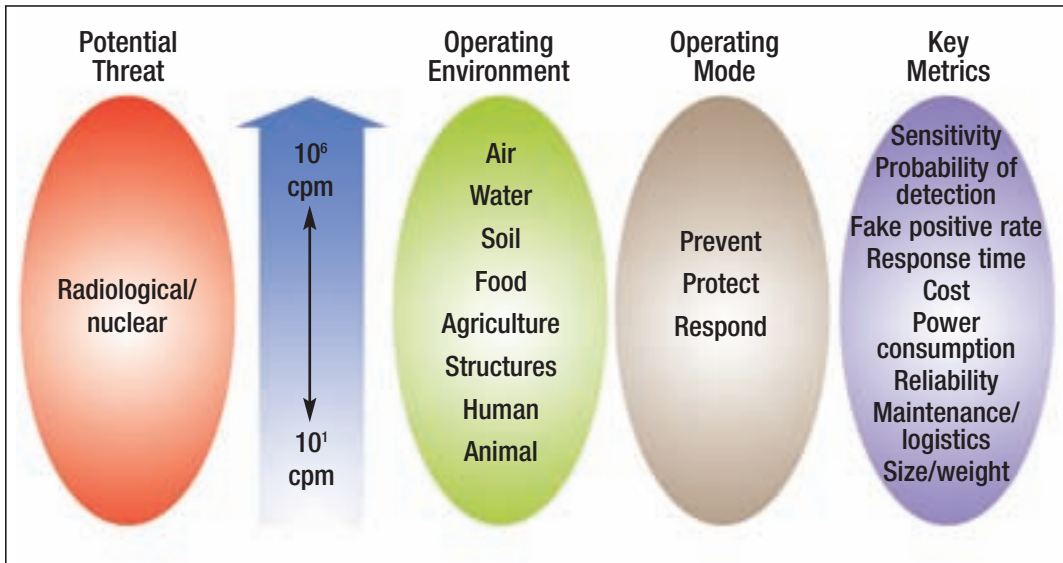 Potential
Threat
Radiological/
nuclear
10⁶
cpm
10¹
cpm
Operating
Environment
Air
Water
Soil
Food
Agriculture
Structures
Human
Animal
Operating
Mode
Prevent
Protect
Respond
Key
Metrics
Sensitivity
Probability of
detection
Fake positive rate
Response time
Cost
Power
consumption
Reliability
Maintenance/
logistics
Size/weight